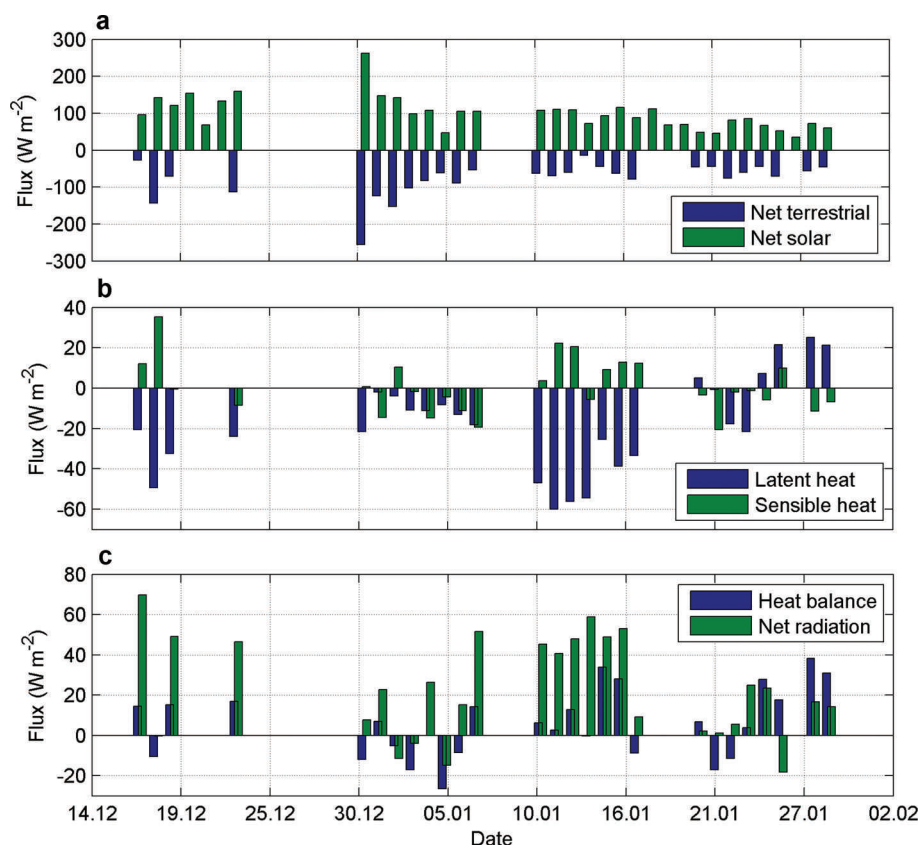 a
300
200
100
0
-100
-200
-300
Flux (W m-2)
Net terrestrial
Net solar
b
40
20
0
-20
-40
-60
Flux (W m-2)
Latent heat
Sensible heat
c
80
60
40
20
0
-20
Flux (W m-2)
Heat balance
Net radiation
14.12 19.12 25.12 30.12 05.01 10.01 16.01 21.01 27.01 02.02
Date